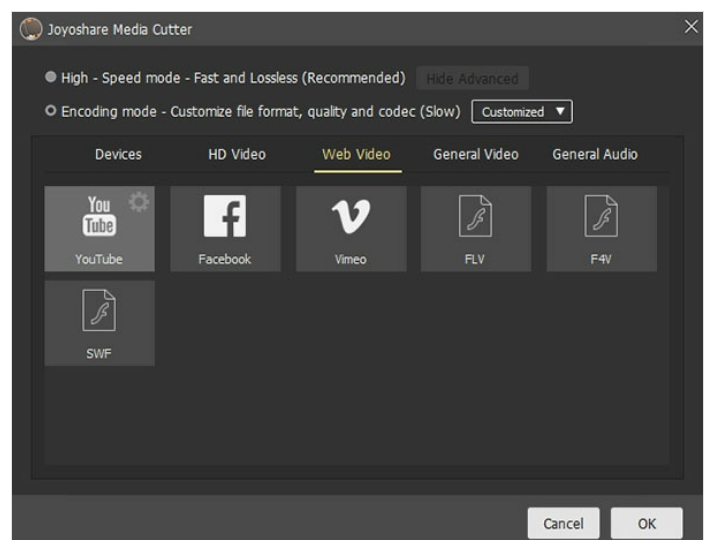 Joyoshare Media Cutter
High - Speed mode - Fast and Lossless (Recommended) Hide Advanced
Encoding mode - Customize file format, quality and codec (Slow) Customized
Devices HD Video Web Video General Video General Audio
You
Tube
YouTube Facebook Vimeo FLV F4V
SWF
Cancel OK